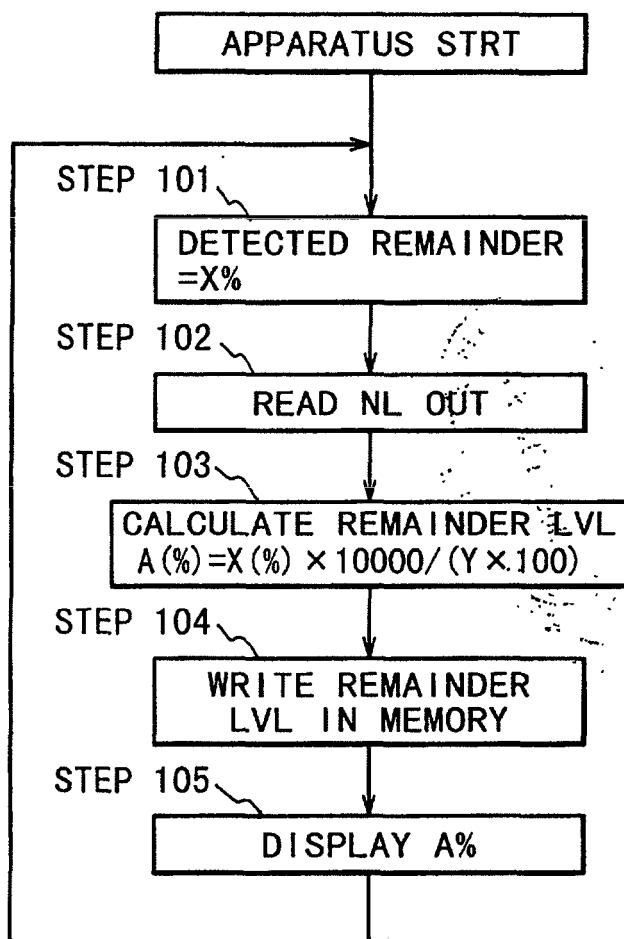 APPARATUS STRT
STEP 101
DETECTED REMAINDER
=X%
STEP 102
READ NL OUT
STEP 103
CALCULATE REMAINDER LVL
A(%)=X(%)×10000/(Y×100)
STEP 104
WRITE REMAINDER
LVL IN MEMORY
STEP 105
DISPLAY A%